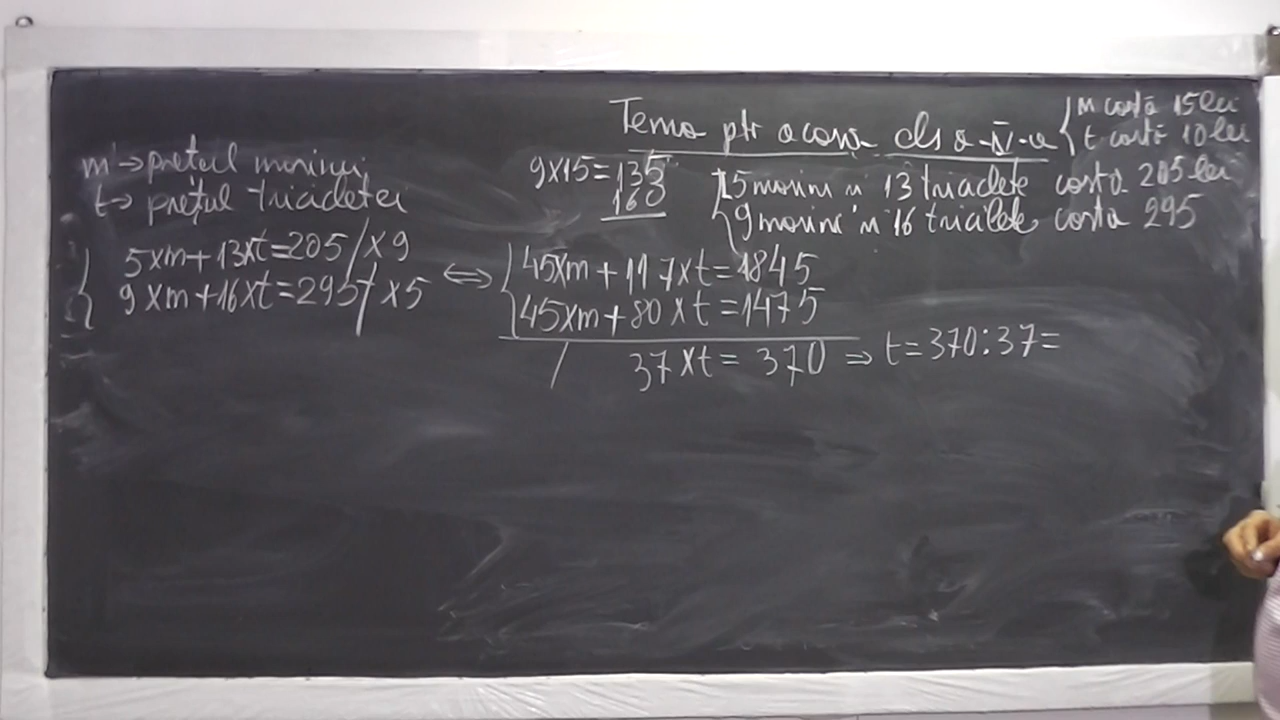 Tema ptr acasă cls a-IV-a
m costă 15 lei
t costă 10 lei
5 mașini și 13 triciclete costă 205 lei
9 mașini și 16 triciclete costă 295
9x15=135
160
m→prețul mașinii
t→ prețul tricicletei
5xm+13xt=205/x9
9xm+16xt=295/x5
⇔
45xm+117xt=1845
45xm+80xt=1475
/ 37xt= 370 ⇒ t=370:37=